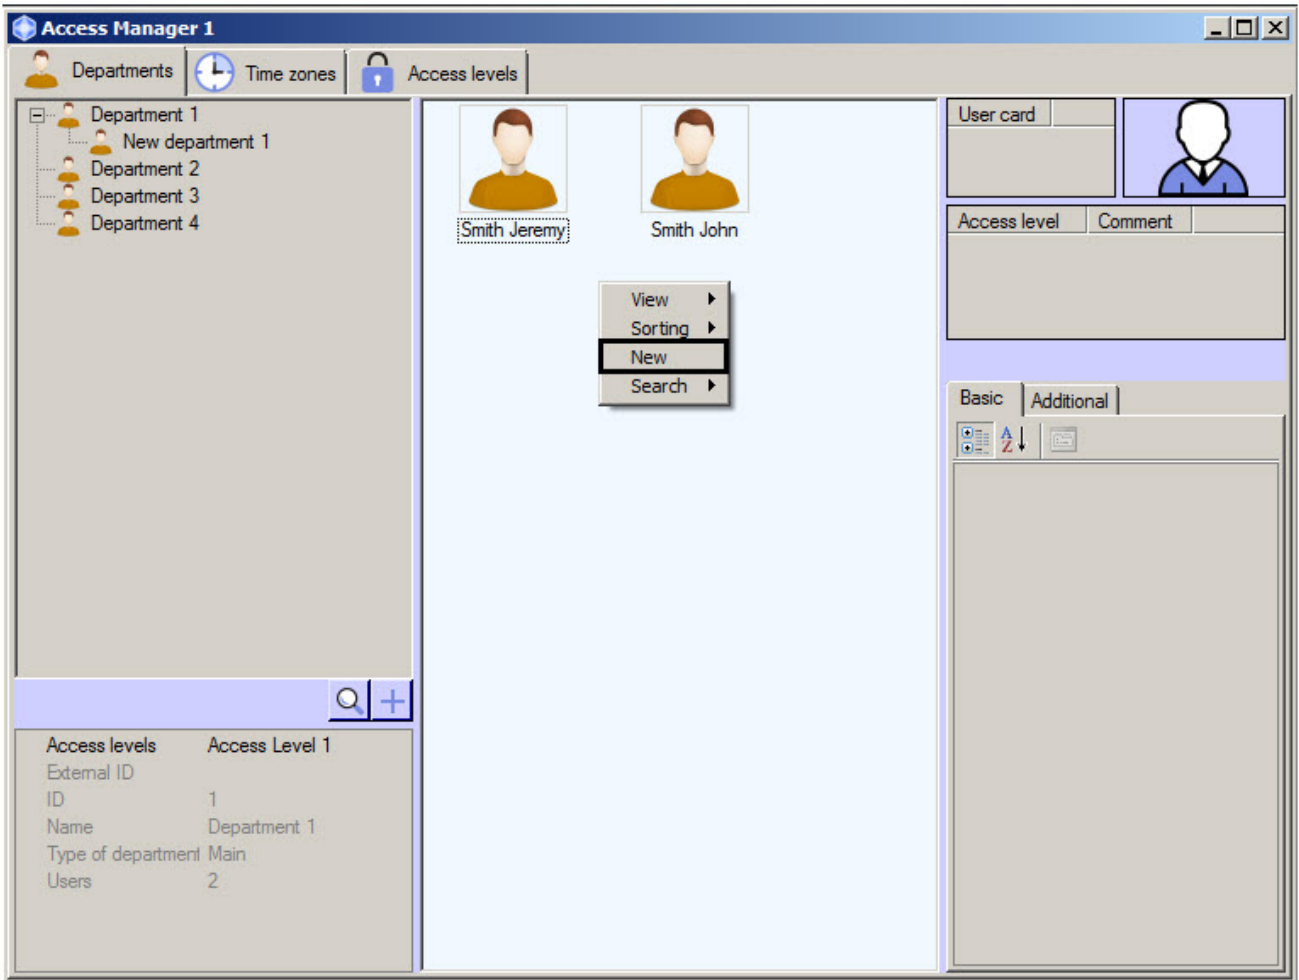 Access Manager 1
Departments
Time zones
Access levels
Department 1
New department 1
Department 2
Department 3
Department 4
Smith Jeremy
Smith John
View
Sorting
New
Search
User card
Access level Comment
Basic
Additional
A
Z
Access levels Access Level 1
External ID
ID 1
Name Department 1
Type of department Main
Users 2